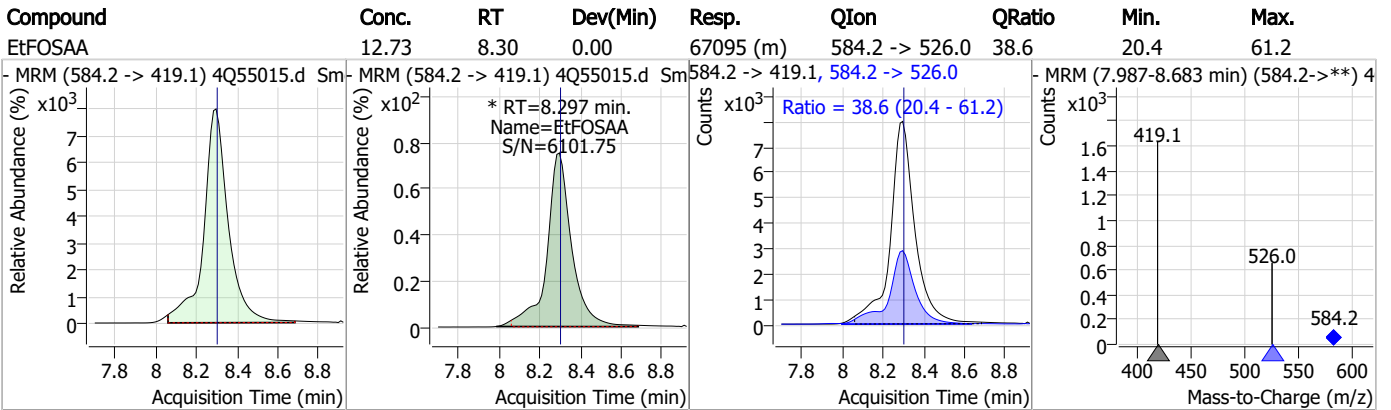 Compound Conc. RT Dev(Min) Resp. QIon QRatio Min. Max.
EtFOSAA 12.73 8.30 0.00 67095 (m) 584.2 -> 526.0 38.6 20.4 61.2
- MRM (584.2 -> 419.1) 4Q55015.d Sm
Relative Abundance (%)
x10³
7
6
5
4
3
2
1
0
7.8 8 8.2 8.4 8.6 8.8
Acquisition Time (min)
- MRM (584.2 -> 419.1) 4Q55015.d Sm
Relative Abundance (%)
x10²
* RT=8.297 min.
Name=EtFOSAA
S/N=6101.75
0.8
0.6
0.4
0.2
0
7.8 8 8.2 8.4 8.6 8.8
Acquisition Time (min)
584.2 -> 419.1, 584.2 -> 526.0
Counts
x10³
Ratio = 38.6 (20.4 - 61.2)
7
6
5
4
3
2
1
0
7.8 8 8.2 8.4 8.6 8.8
Acquisition Time (min)
- MRM (7.987-8.683 min) (584.2->**) 4
Counts
x10³
419.1
526.0
584.2
1.6
1.4
1.2
1
0.8
0.6
0.4
0.2
0
400 450 500 550 600
Mass-to-Charge (m/z)